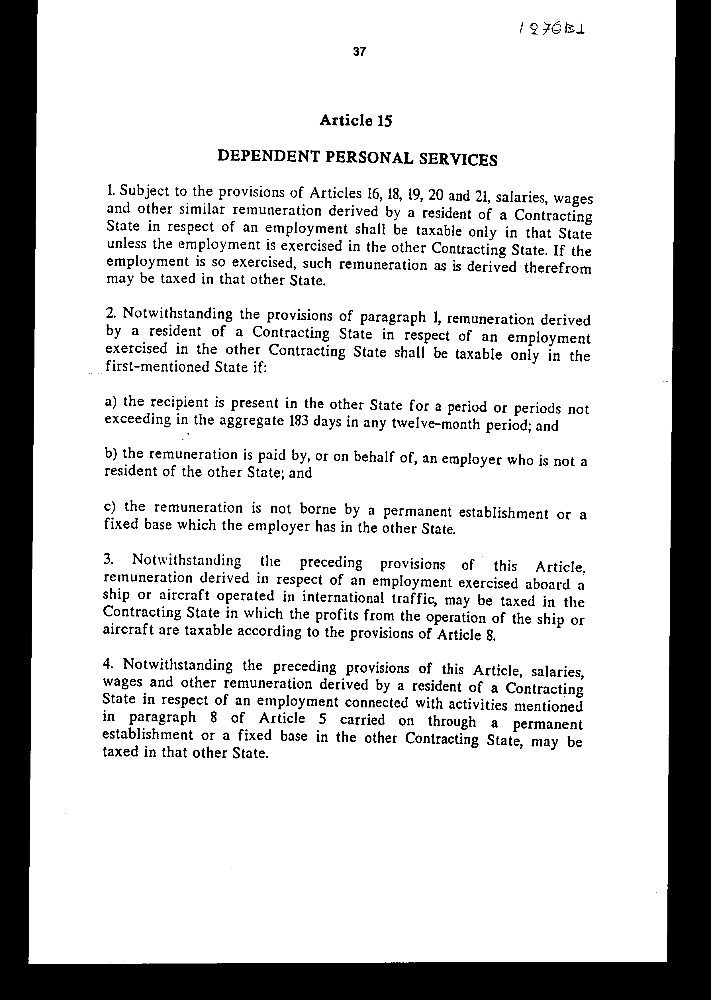 1276B1
37
Article 15
DEPENDENT PERSONAL SERVICES
1. Subject to the provisions of Articles 16, 18, 19, 20 and 21, salaries, wages
and other similar remuneration derived by a resident of a Contracting
State in respect of an employment shall be taxable only in that State
unless the employment is exercised in the other Contracting State. If the
employment is so exercised, such remuneration as is derived therefrom
may be taxed in that other State.
2. Notwithstanding the provisions of paragraph 1, remuneration derived
by a resident of a Contracting State in respect of an employment
exercised in the other Contracting State shall be taxable only in the
first-mentioned State if:
a) the recipient is present in the other State for a period or periods not
exceeding in the aggregate 183 days in any twelve-month period; and
b) the remuneration is paid by, or on behalf of, an employer who is not a
resident of the other State; and
c) the remuneration is not borne by a permanent establishment or a
fixed base which the employer has in the other State.
3. Notwithstanding the preceding provisions of this Article,
remuneration derived in respect of an employment exercised aboard a
ship or aircraft operated in international traffic, may be taxed in the
Contracting State in which the profits from the operation of the ship or
aircraft are taxable according to the provisions of Article 8.
4. Notwithstanding the preceding provisions of this Article, salaries,
wages and other remuneration derived by a resident of a Contracting
State in respect of an employment connected with activities mentioned
in paragraph 8 of Article 5 carried on through a permanent
establishment or a fixed base in the other Contracting State, may be
taxed in that other State.